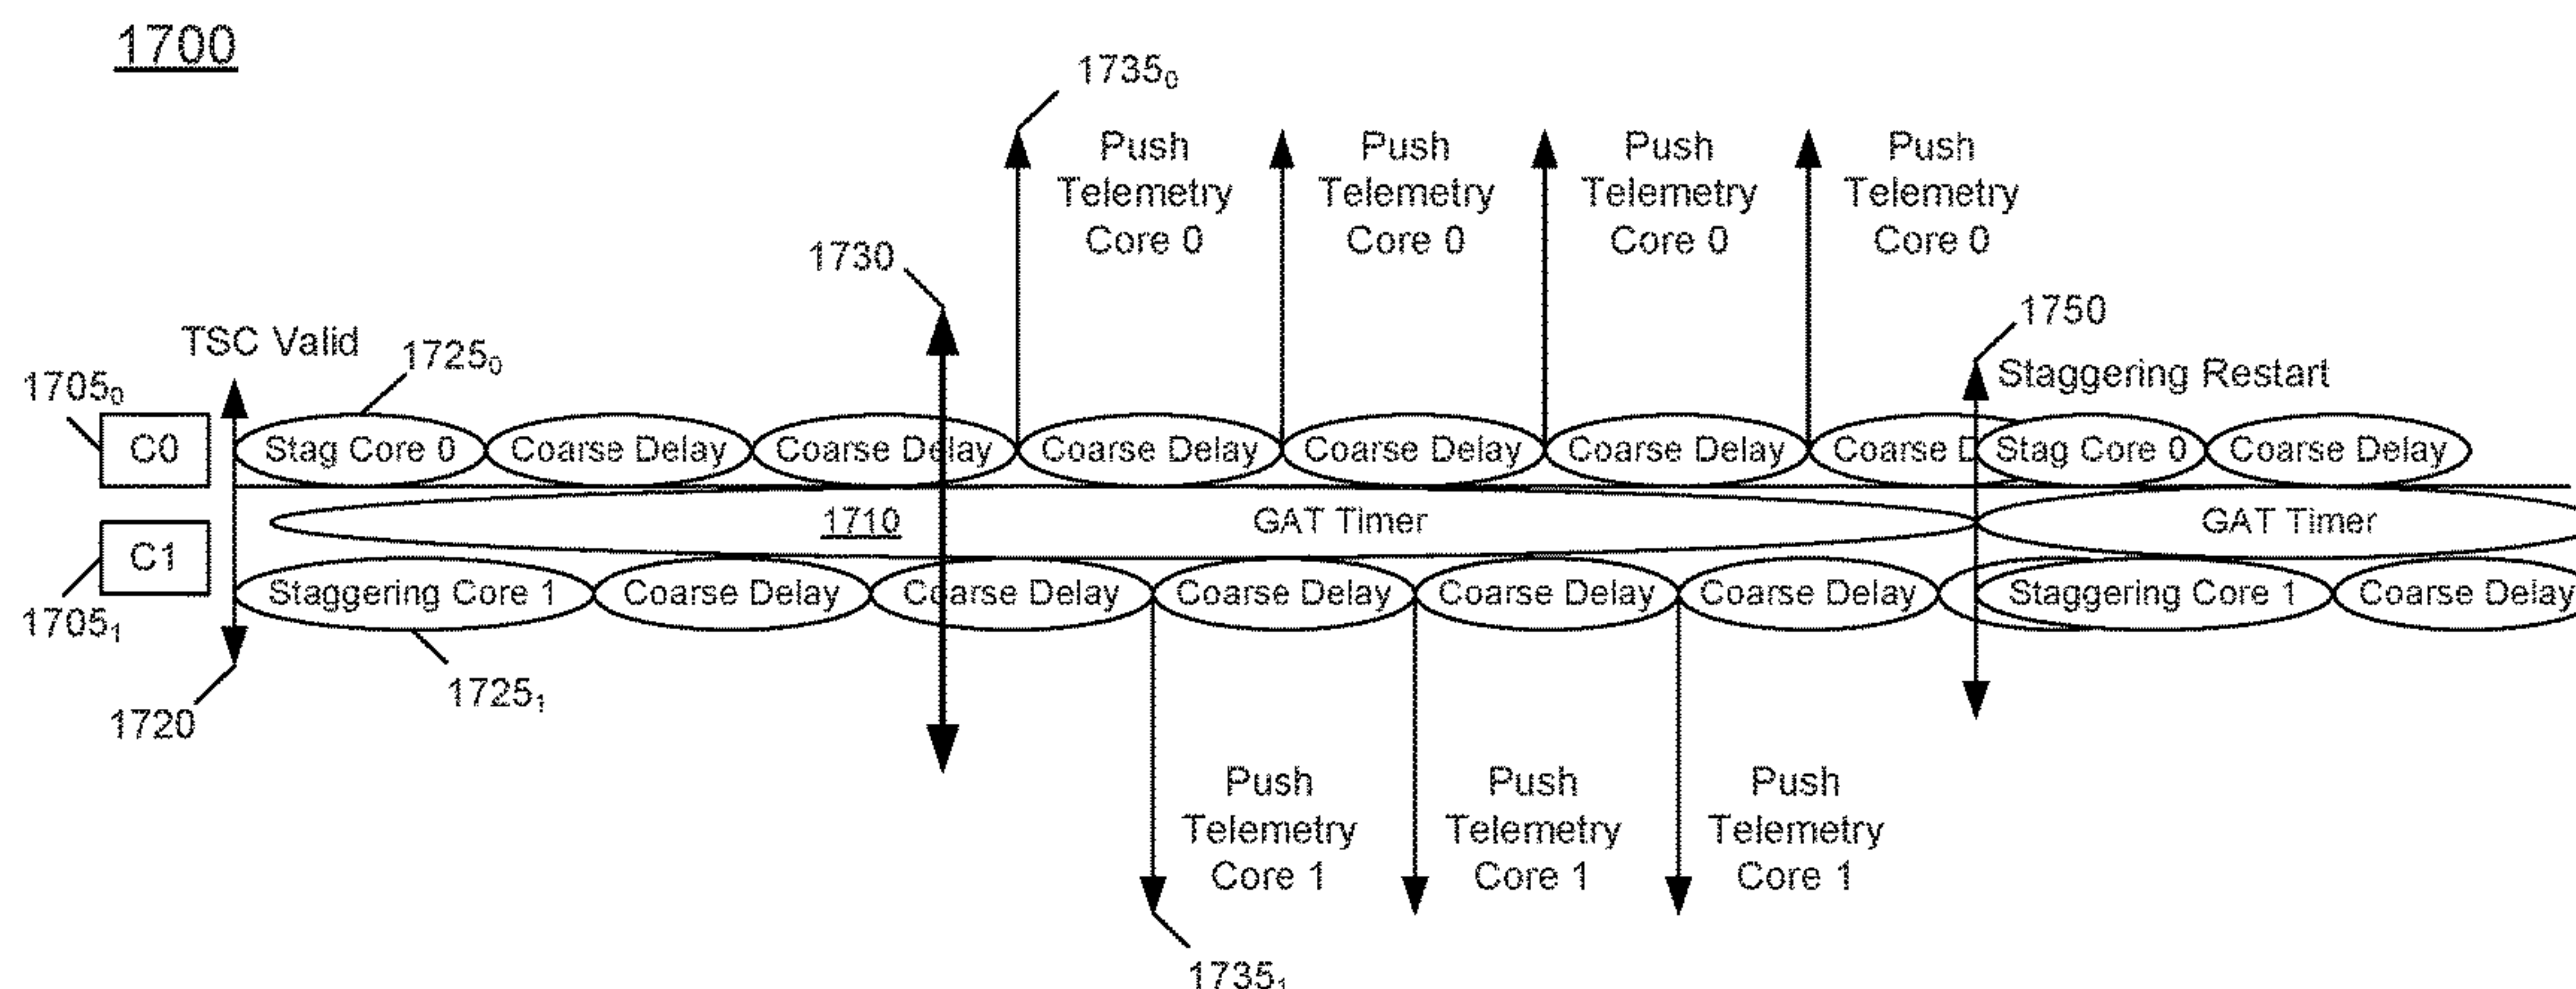 1700
1735₀
Push Telemetry Core 0
Push Telemetry Core 0
Push Telemetry Core 0
Push Telemetry Core 0
1730
1750
TSC Valid
1725₀
Staggering Restart
1705₀
C0
Stag Core 0
Coarse Delay
Coarse Delay
Coarse Delay
Coarse Delay
Coarse Delay
Coarse D
Stag Core 0
Coarse Delay
1710
GAT Timer
GAT Timer
C1
Staggering Core 1
Coarse Delay
Coarse Delay
Coarse Delay
Coarse Delay
Coarse Delay
Staggering Core 1
Coarse Delay
1705₁
1725₁
1720
Push Telemetry Core 1
Push Telemetry Core 1
Push Telemetry Core 1
1735₁